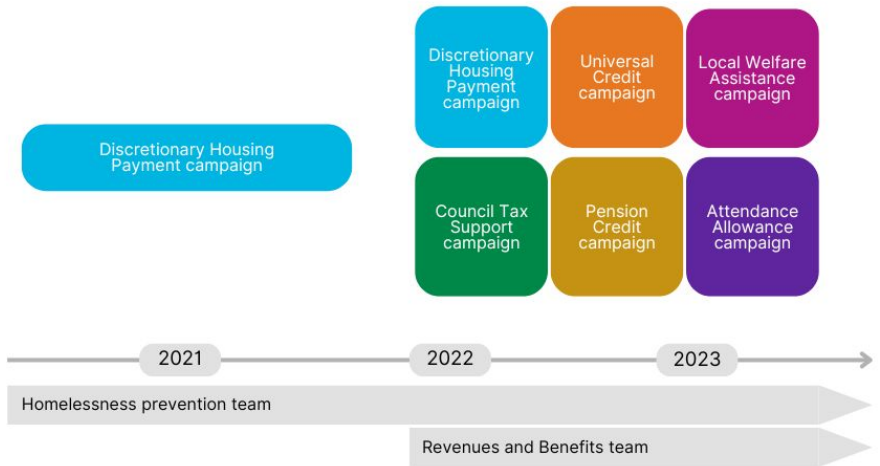 Discretionary
Housing
Payment
campaign
Universal
Credit
campaign
Local Welfare
Assistance
campaign
Discretionary Housing
Payment campaign
Council Tax
Support
campaign
Pension
Credit
campaign
Attendance
Allowance
campaign
2021
2022
2023
Homelessness prevention team
Revenues and Benefits team